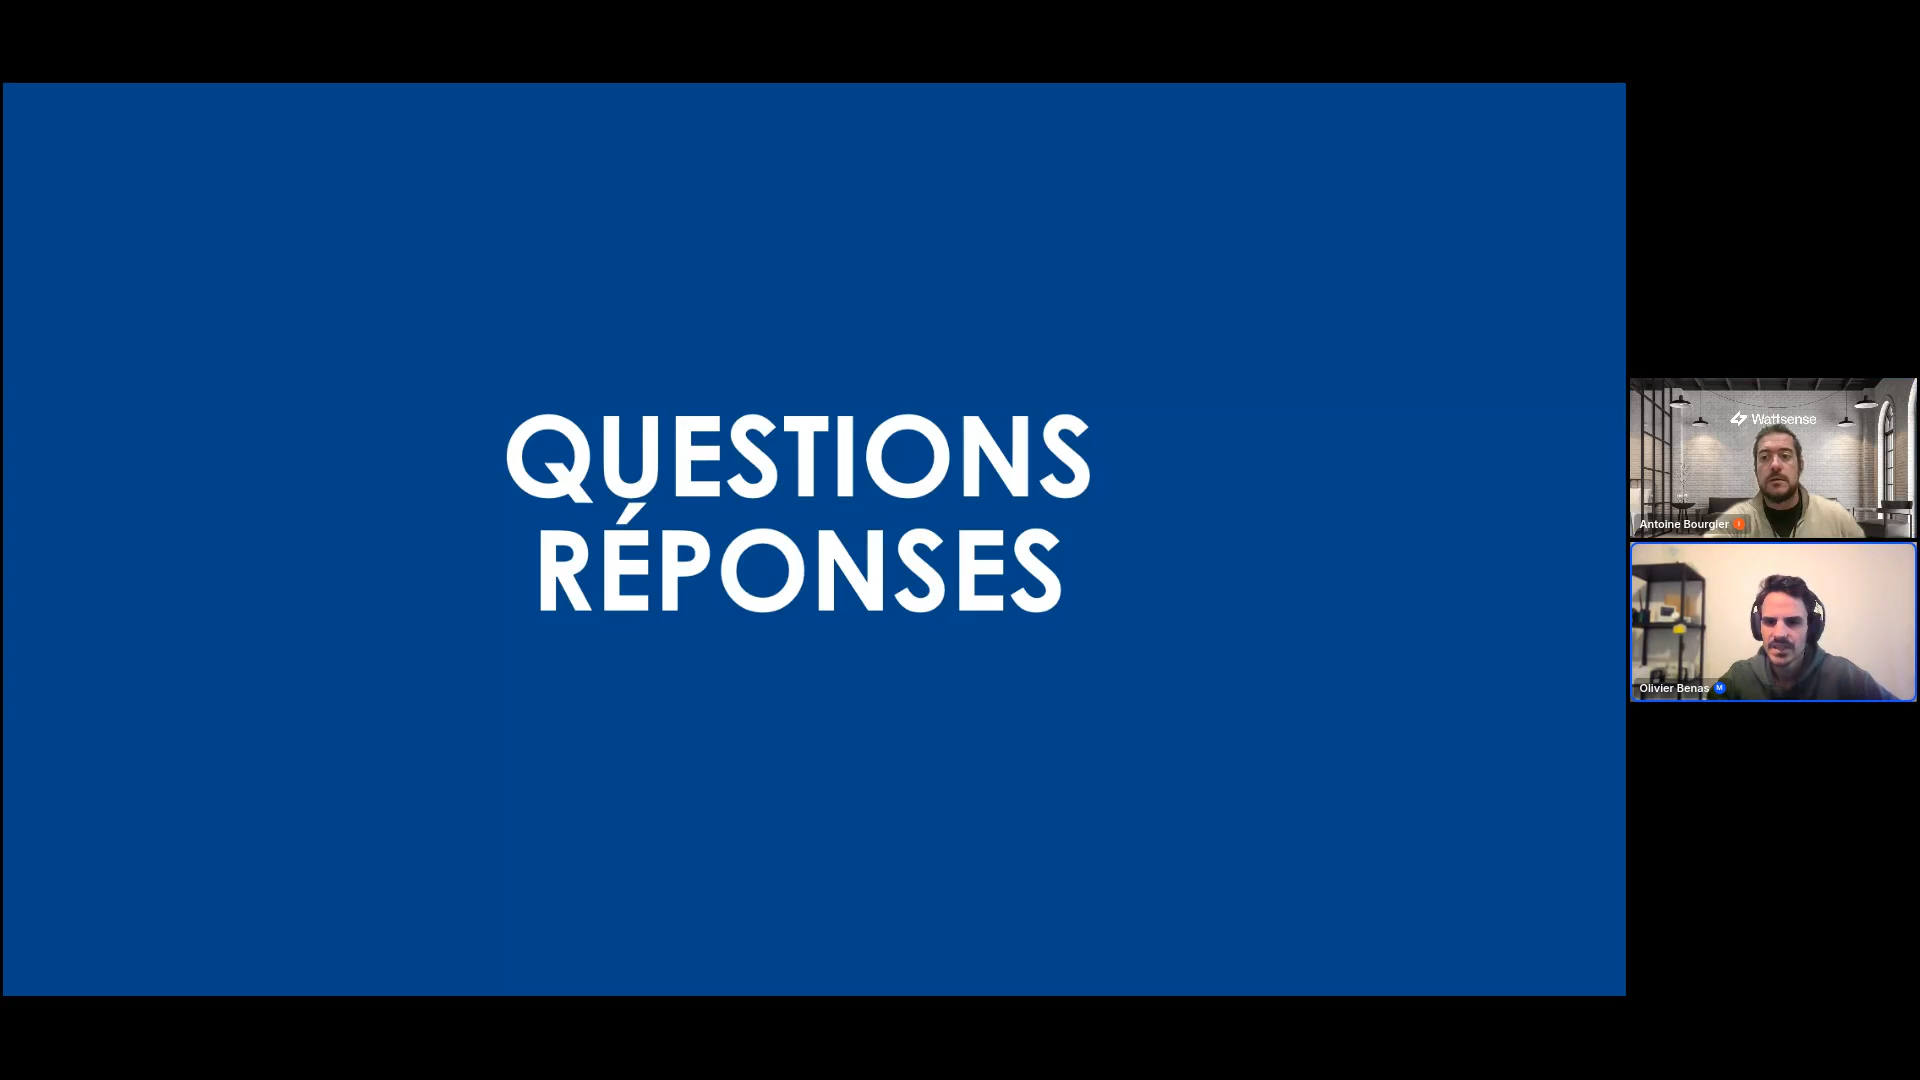 QUESTIONS
RÉPONSES
Wattsense
Antoine Bourgier
Olivier Benas M